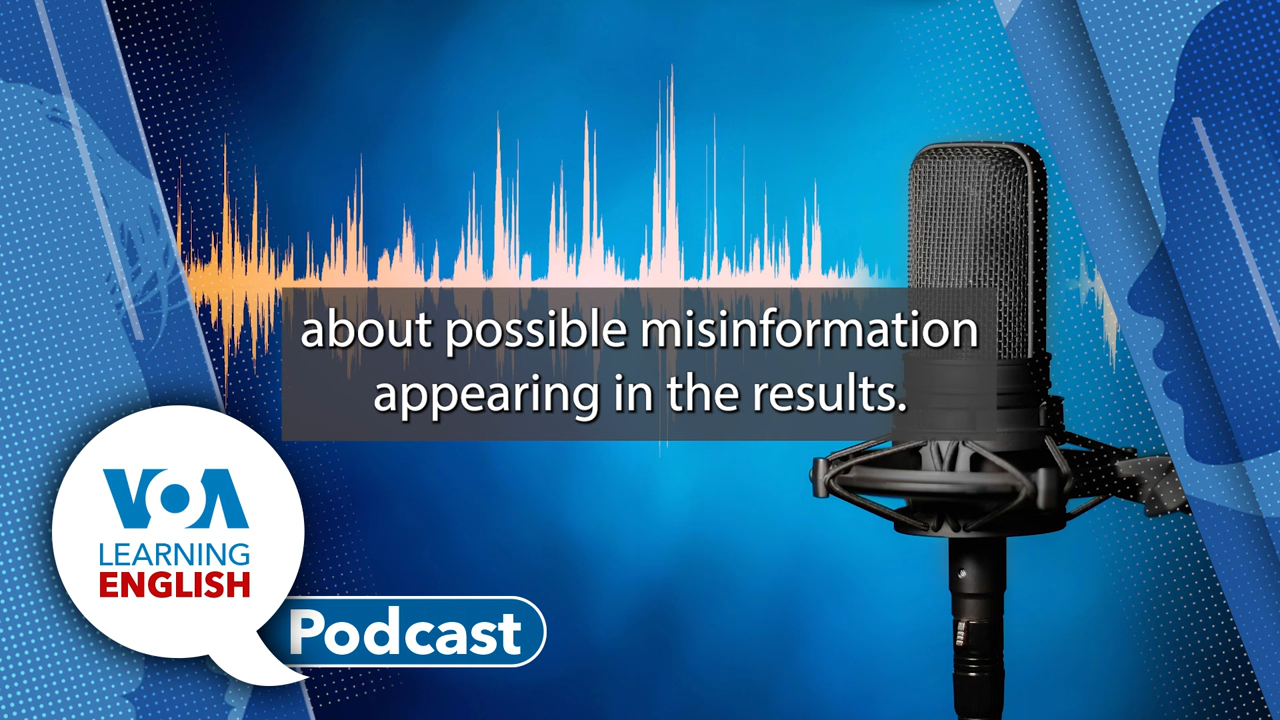 about possible misinformation
appearing in the results.
VOA
LEARNING
ENGLISH
Podcast